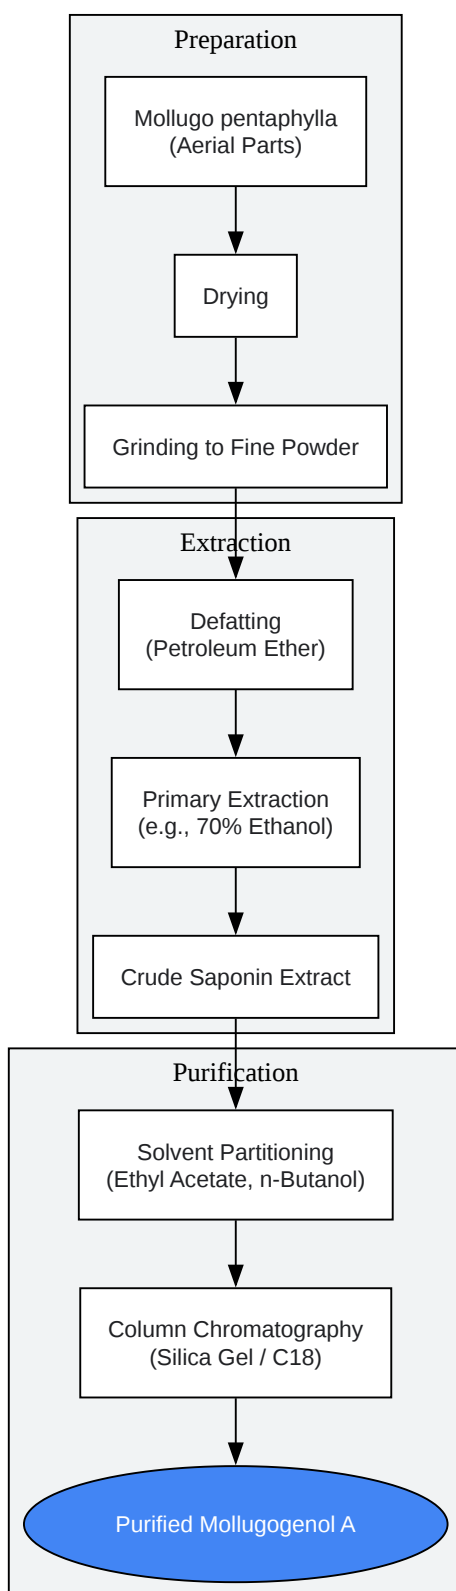 Preparation
Mollugo pentaphylla
(Aerial Parts)
Drying
Grinding to Fine Powder
Extraction
Defatting
(Petroleum Ether)
Primary Extraction
(e.g., 70% Ethanol)
Crude Saponin Extract
Purification
Solvent Partitioning
(Ethyl Acetate, n-Butanol)
Column Chromatography
(Silica Gel / C18)
Purified Mollugogenol A